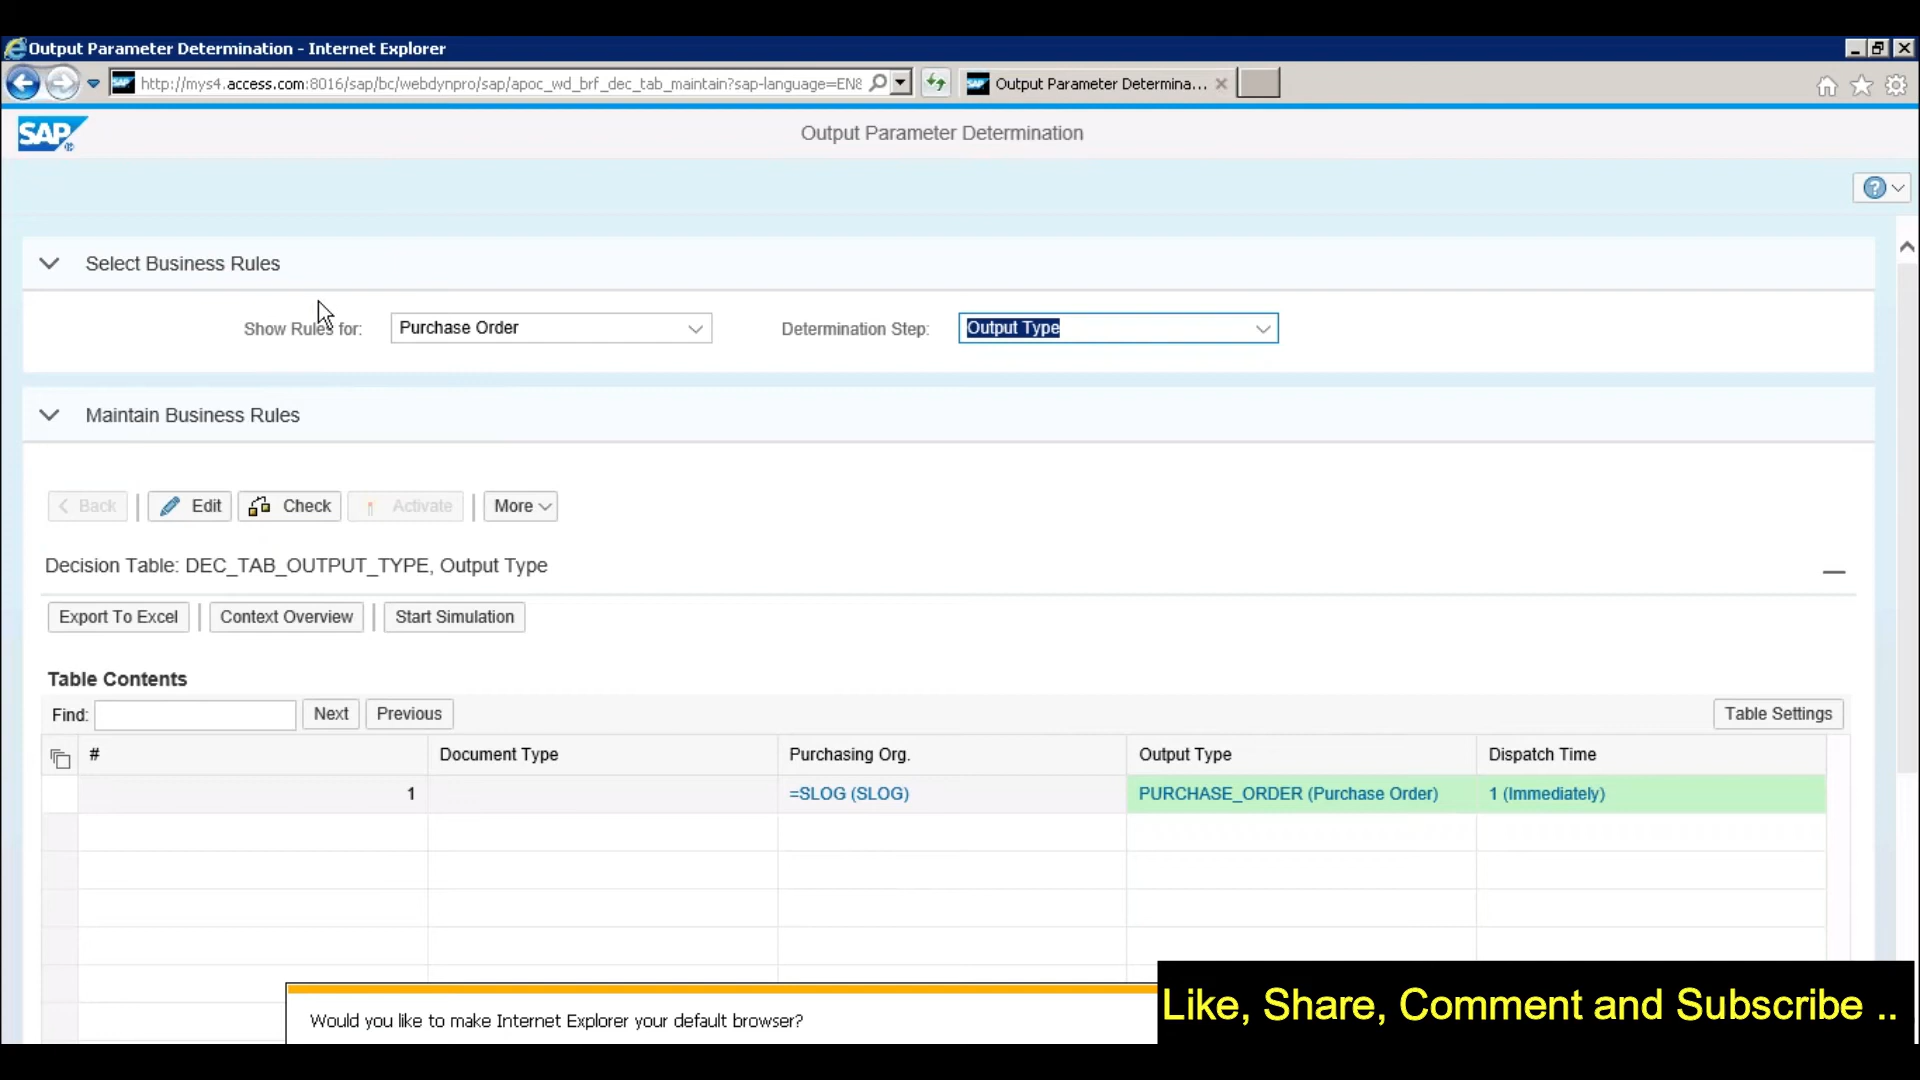 Output Parameter Determination - Internet Explorer
http://mys4.access.com:8016/sap/bc/webdynpro/sap/apoc_wd_brf_dec_tab_maintain?sap-language=EN&
Output Parameter Determina...
SAP
Output Parameter Determination
Select Business Rules
Show Rules for: Purchase Order Determination Step: Output Type
Maintain Business Rules
Back Edit Check Activate More
Decision Table: DEC_TAB_OUTPUT_TYPE, Output Type
Export To Excel Context Overview Start Simulation
Table Contents
Find: Next Previous Table Settings
# Document Type Purchasing Org. Output Type Dispatch Time
1 =SLOG (SLOG) PURCHASE_ORDER (Purchase Order) 1 (Immediately)
Would you like to make Internet Explorer your default browser?
Like, Share, Comment and Subscribe ..